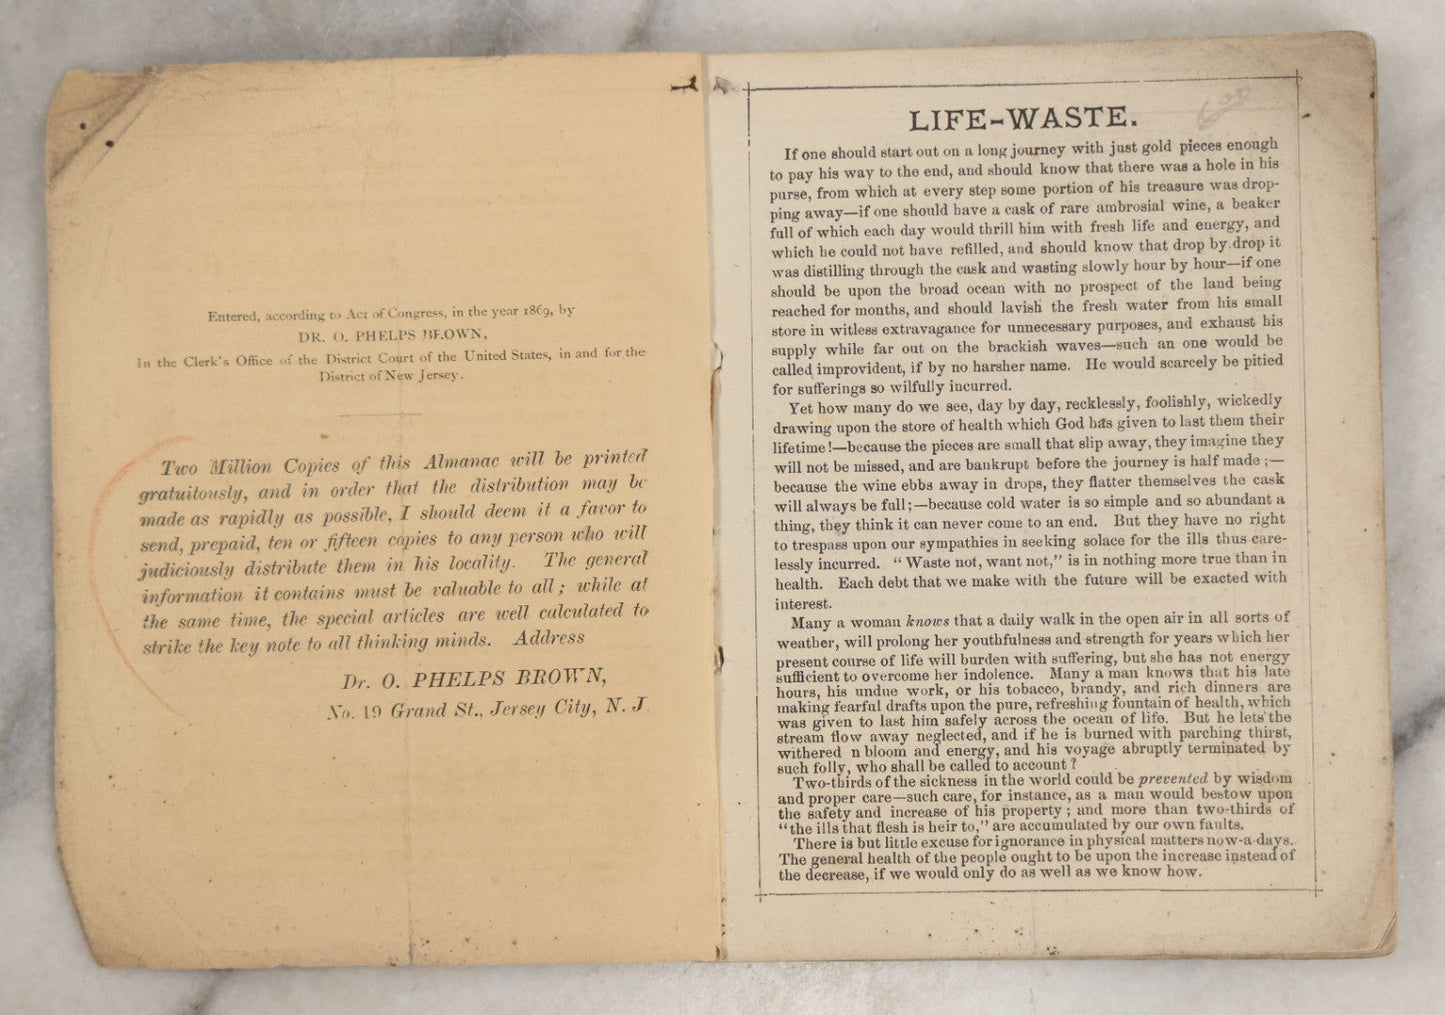 Entered, according to Act of Congress, in the year 1869, by
DR. O. PHELPS BROWN,
In the Clerk's Office of the District Court of the United States, in and for the
District of New Jersey.
Two Million Copies of this Almanac will be printed
gratuitously, and in order that the distribution may be
made as rapidly as possible, I should deem it a favor to
send, prepaid, ten or fifteen copies to any person who will
judiciously distribute them in his locality. The general
information it contains must be valuable to all; while at
the same time, the special articles are well calculated to
strike the key note to all thinking minds. Address
Dr. O. PHELPS BROWN,
No. 19 Grand St., Jersey City, N. J.
600
LIFE-WASTE.
If one should start out on a long journey with just gold pieces enough
to pay his way to the end, and should know that there was a hole in his
purse, from which at every step some portion of his treasure was drop-
ping away—if one should have a cask of rare ambrosial wine, a beaker
full of which each day would thrill him with fresh life and energy, and
which he could not have refilled, and should know that drop by drop it
was distilling through the cask and wasting slowly hour by hour—if one
should be upon the broad ocean with no prospect of the land being
reached for months, and should lavish the fresh water from his small
store in witless extravagance for unnecessary purposes, and exhaust his
supply while far out on the brackish waves—such an one would be
called improvident, if by no harsher name. He would scarcely be pitied
for sufferings so wilfully incurred.
Yet how many do we see, day by day, recklessly, foolishly, wickedly
drawing upon the store of health which God has given to last them their
lifetime!—because the pieces are small that slip away, they imagine they
will not be missed, and are bankrupt before the journey is half made;—
because the wine ebbs away in drops, they flatter themselves the cask
will always be full;—because cold water is so simple and so abundant a
thing, they think it can never come to an end. But they have no right
to trespass upon our sympathies in seeking solace for the ills thus care-
lessly incurred. "Waste not, want not," is in nothing more true than in
health. Each debt that we make with the future will be exacted with
interest.
Many a woman knows that a daily walk in the open air in all sorts of
weather, will prolong her youthfulness and strength for years which her
present course of life will burden with suffering, but she has not energy
sufficient to overcome her indolence. Many a man knows that his late
hours, his undue work, or his tobacco, brandy, and rich dinners are
making fearful drafts upon the pure, refreshing fountain of health, which
was given to last him safely across the ocean of life. But he lets the
stream flow away neglected, and if he is burned with parching thirst,
withered n bloom and energy, and his voyage abruptly terminated by
such folly, who shall be called to account?
Two-thirds of the sickness in the world could be prevented by wisdom
and proper care—such care, for instance, as a man would bestow upon
the safety and increase of his property; and more than two-thirds of
"the ills that flesh is heir to," are accumulated by our own faults.
There is but little excuse for ignorance in physical matters now-a-days.
The general health of the people ought to be upon the increase instead of
the decrease, if we would only do as well as we know how.